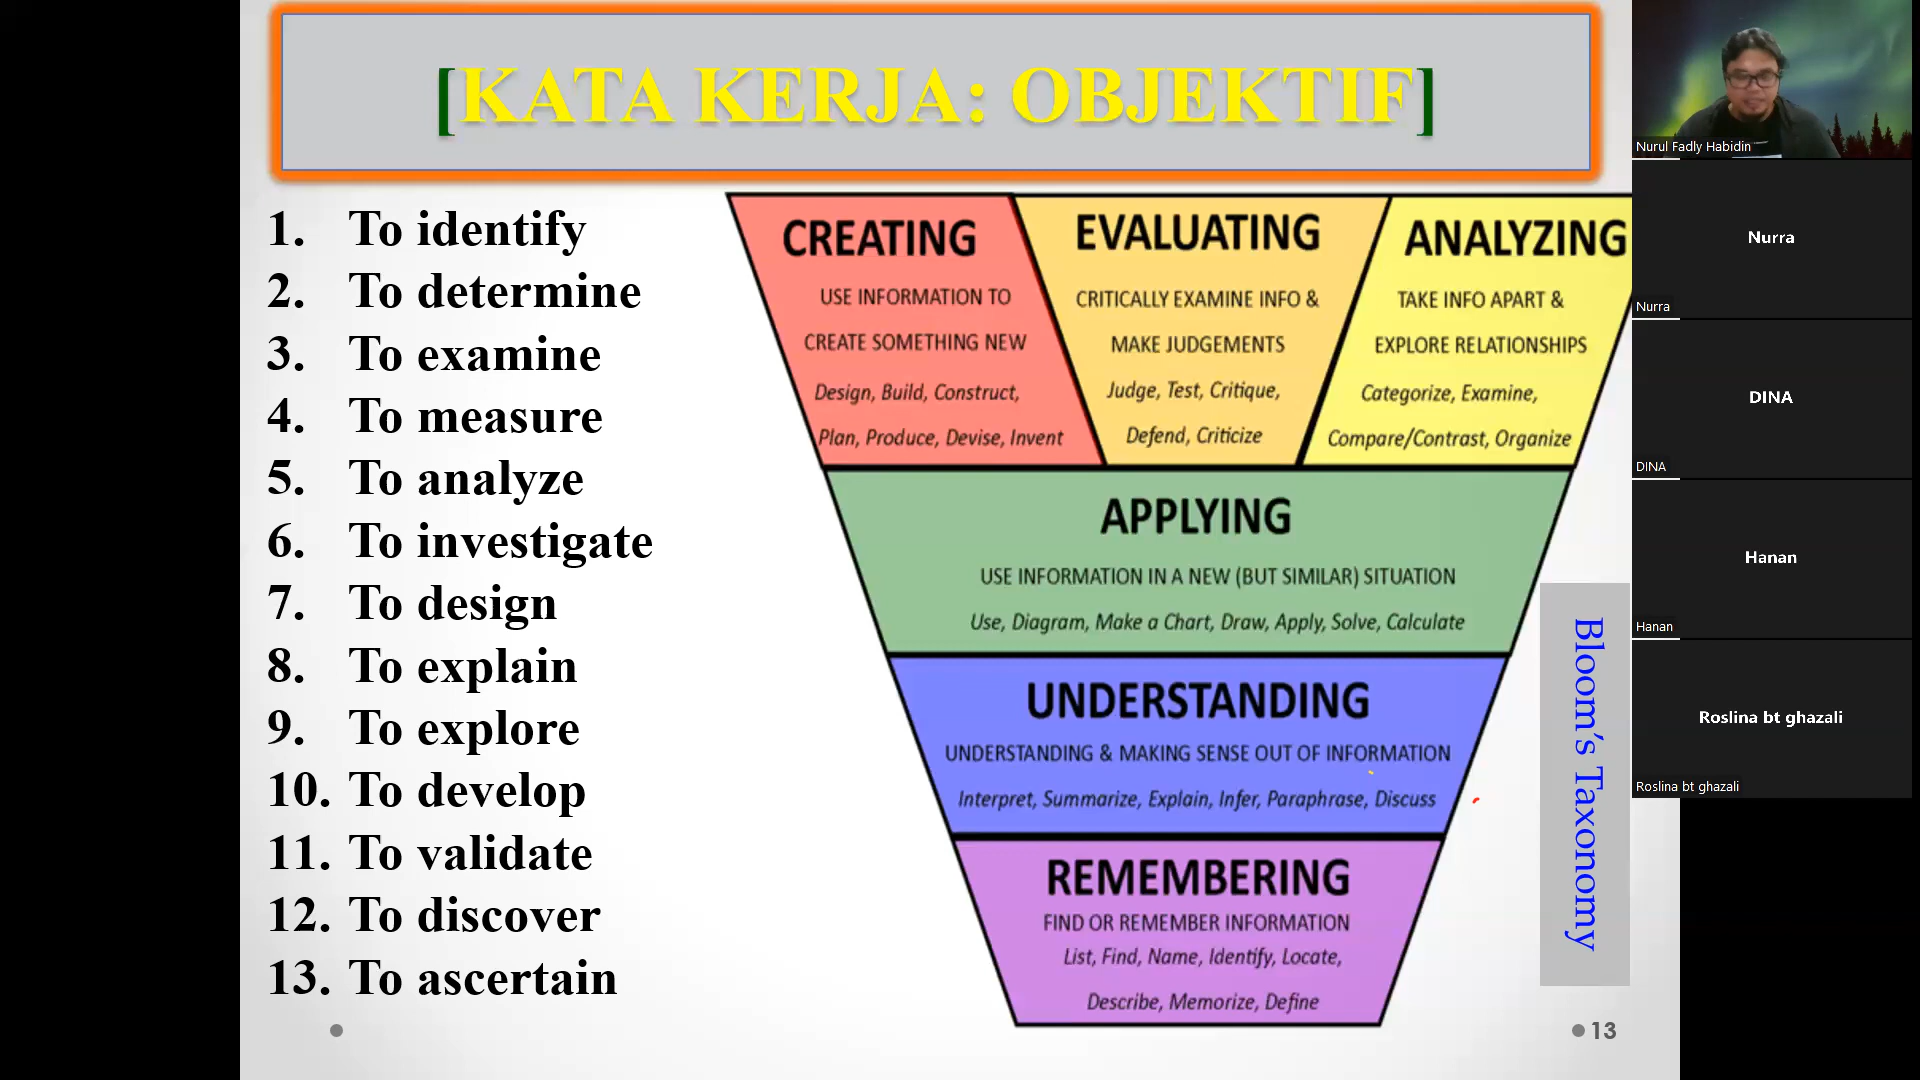 [KATA KERJA: OBJEKTIF]
1. To identify
2. To determine
3. To examine
4. To measure
5. To analyze
6. To investigate
7. To design
8. To explain
9. To explore
10. To develop
11. To validate
12. To discover
13. To ascertain
CREATING
USE INFORMATION TO
CREATE SOMETHING NEW
Design, Build, Construct,
Plan, Produce, Devise, Invent
EVALUATING
CRITICALLY EXAMINE INFO &
MAKE JUDGEMENTS
Judge, Test, Critique,
Defend, Criticize
ANALYZING
TAKE INFO APART &
EXPLORE RELATIONSHIPS
Categorize, Examine,
Compare/Contrast, Organize
APPLYING
USE INFORMATION IN A NEW (BUT SIMILAR) SITUATION
Use, Diagram, Make a Chart, Draw, Apply, Solve, Calculate
UNDERSTANDING
UNDERSTANDING & MAKING SENSE OUT OF INFORMATION
Interpret, Summarize, Explain, Infer, Paraphrase, Discuss
REMEMBERING
FIND OR REMEMBER INFORMATION
List, Find, Name, Identify, Locate,
Describe, Memorize, Define
Bloom's Taxonomy
13
Nurul Fadly Habidin
Nurra
Nurra
DINA
DINA
Hanan
Hanan
Roslina bt ghazali
Roslina bt ghazali